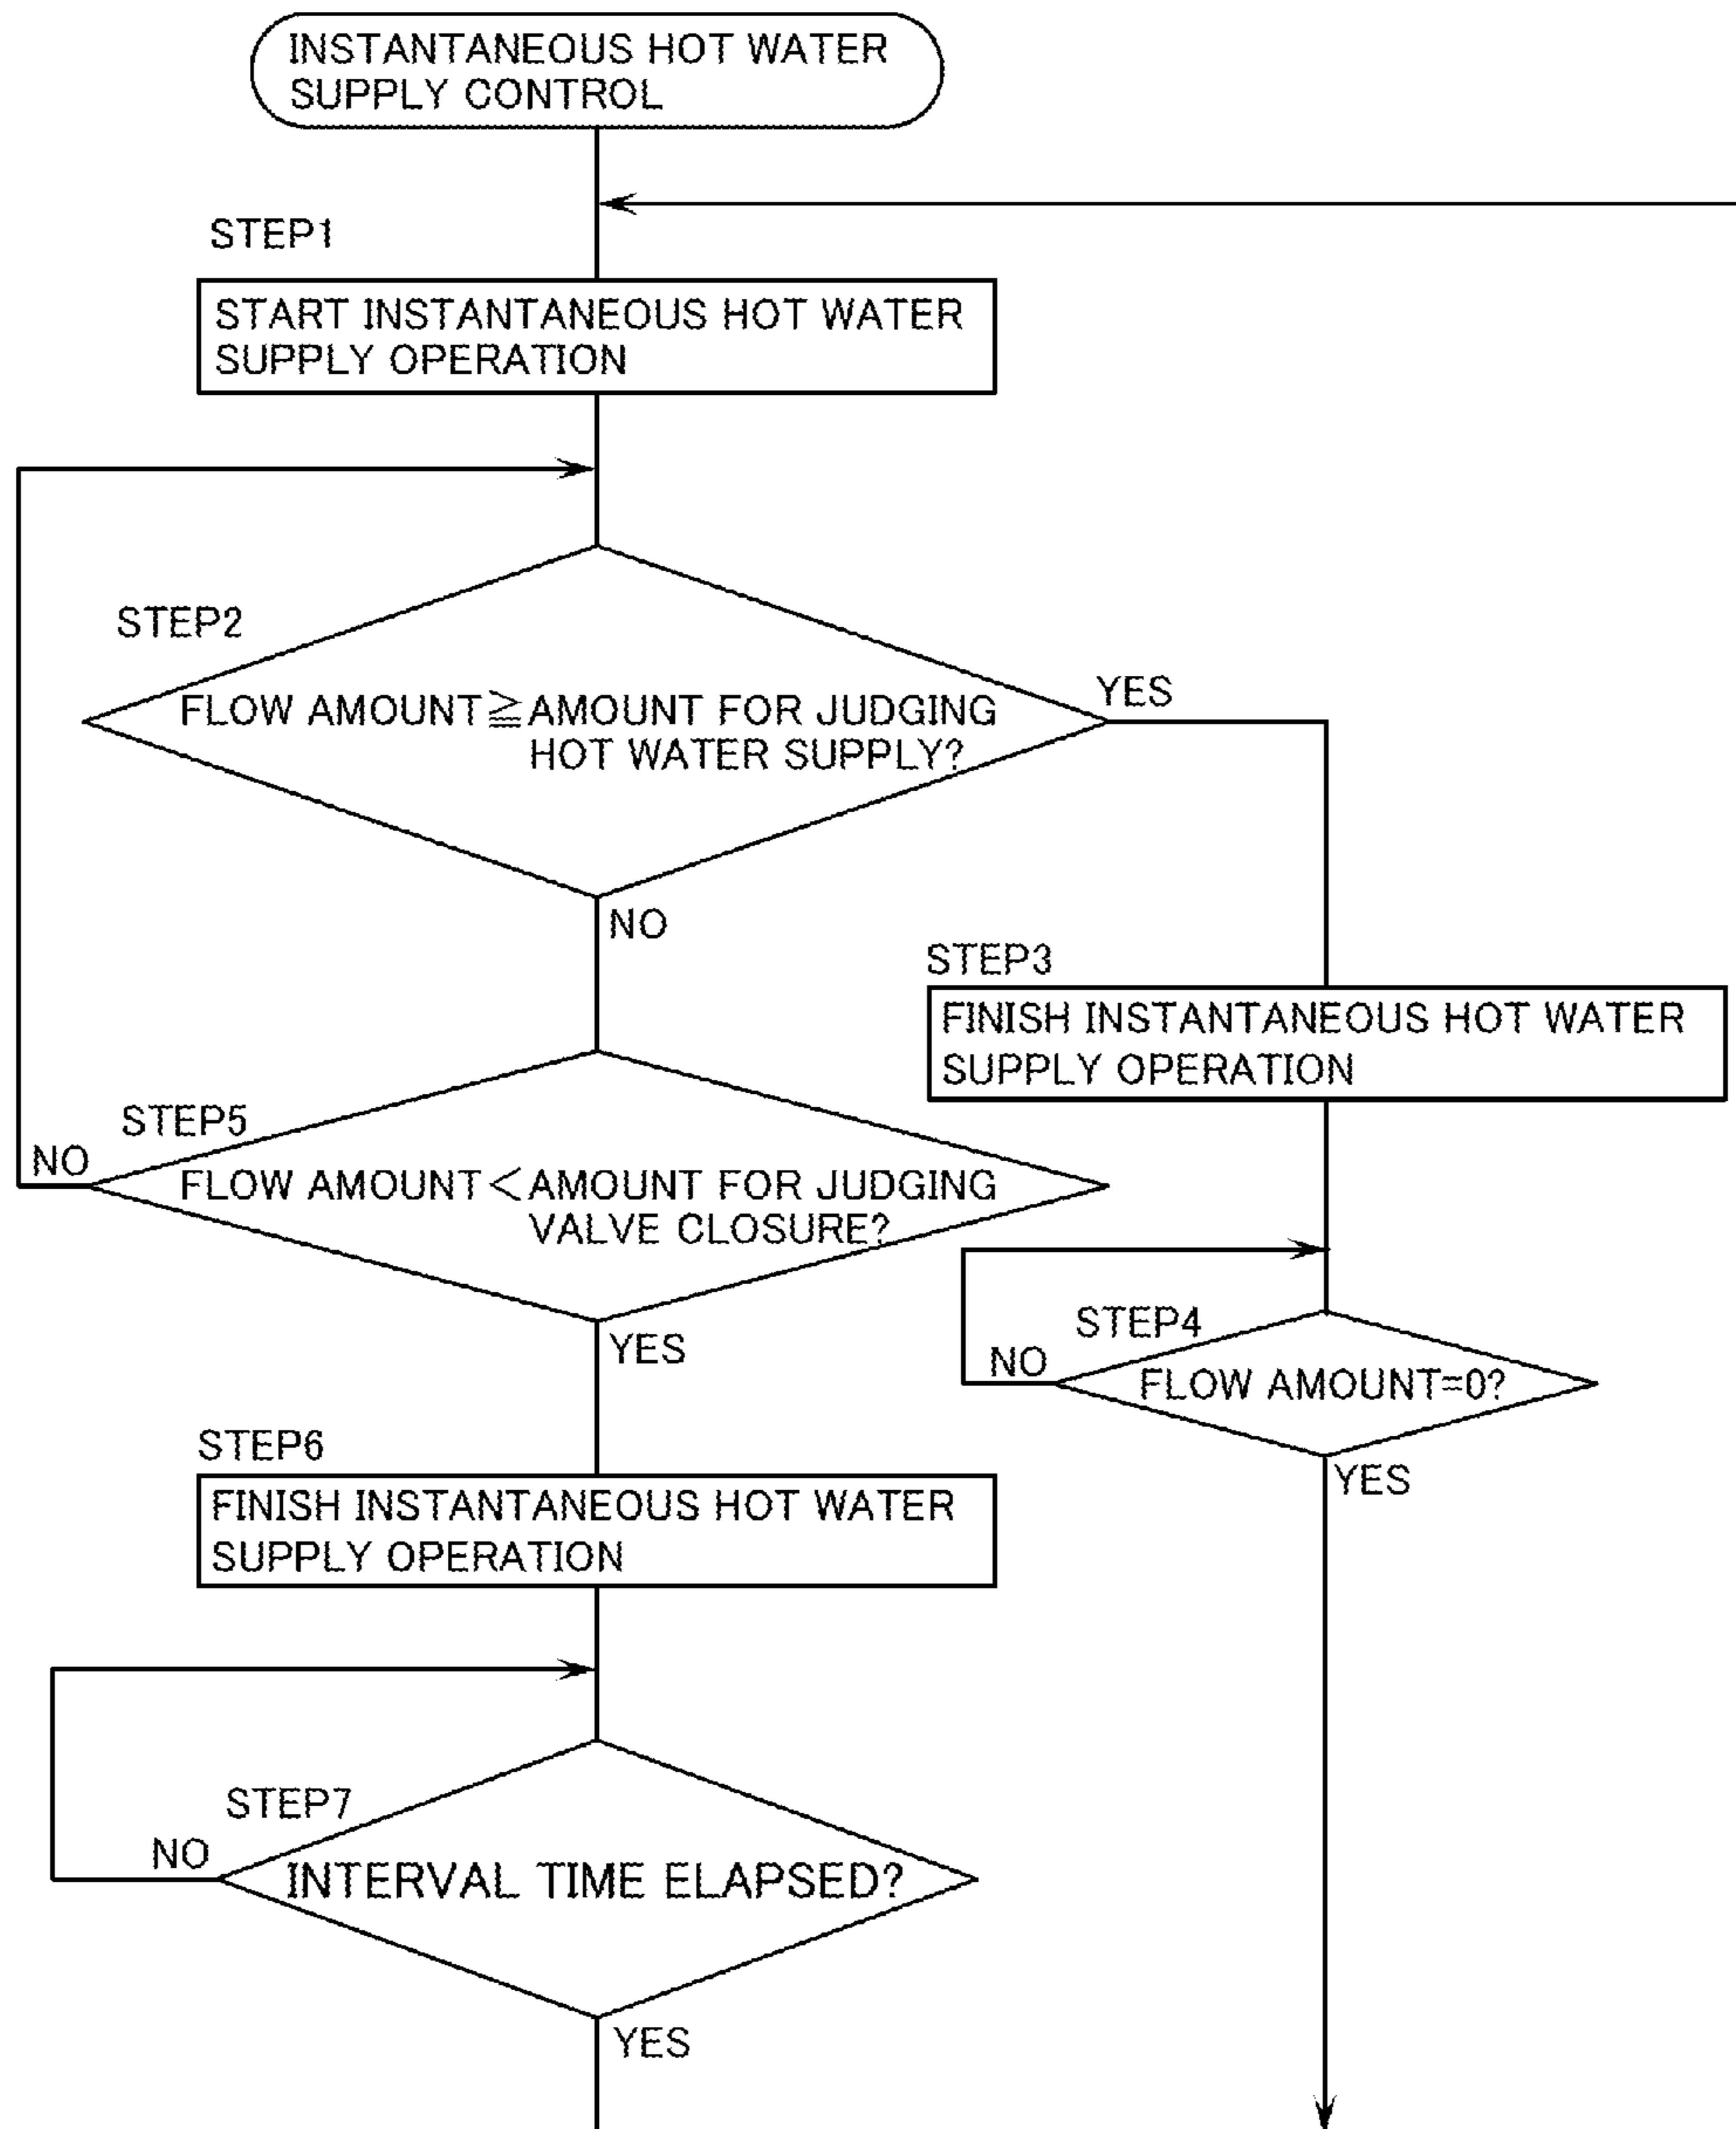 INSTANTANEOUS HOT WATER
SUPPLY CONTROL
STEP1
START INSTANTANEOUS HOT WATER
SUPPLY OPERATION
STEP2
FLOW AMOUNT≧AMOUNT FOR JUDGING
HOT WATER SUPPLY?
YES
NO
STEP3
FINISH INSTANTANEOUS HOT WATER
SUPPLY OPERATION
STEP5
NO
FLOW AMOUNT<AMOUNT FOR JUDGING
VALVE CLOSURE?
YES
STEP4
NO
FLOW AMOUNT=0?
YES
STEP6
FINISH INSTANTANEOUS HOT WATER
SUPPLY OPERATION
STEP7
NO
INTERVAL TIME ELAPSED?
YES